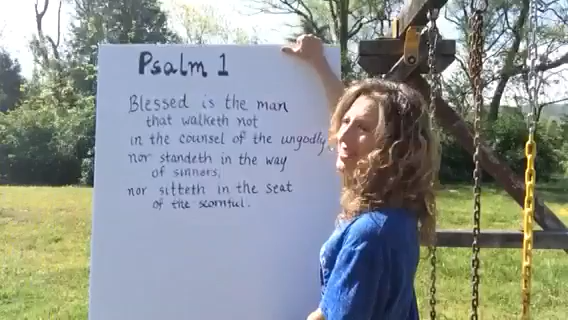 Psalm 1
Blessed is the man
that walketh not
in the counsel of the ungodly,
nor standeth in the way
of sinners,
nor sitteth in the seat
of the scornful.